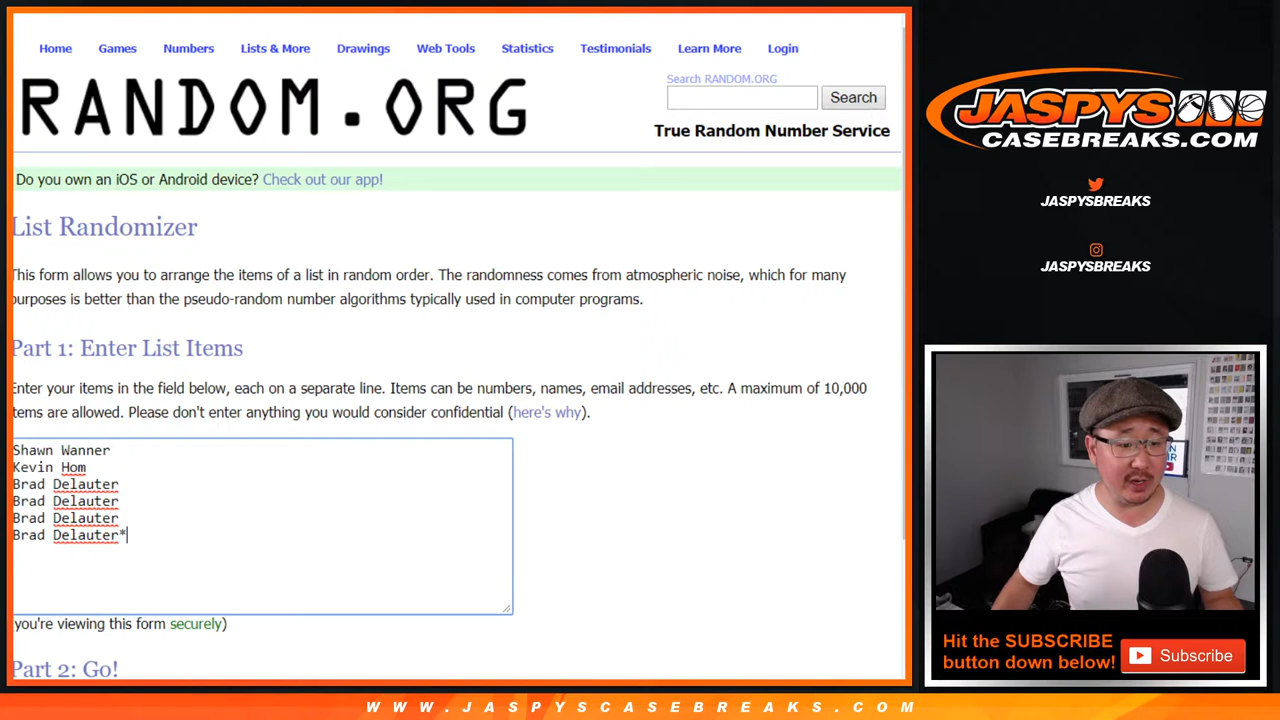 Home Games Numbers Lists & More Drawings Web Tools Statistics Testimonials Learn More Login
RANDOM.ORG
Search RANDOM.ORG
Search
True Random Number Service
Do you own an iOS or Android device? Check out our app!
List Randomizer
This form allows you to arrange the items of a list in random order. The randomness comes from atmospheric noise, which for many
purposes is better than the pseudo-random number algorithms typically used in computer programs.
Part 1: Enter List Items
Enter your items in the field below, each on a separate line. Items can be numbers, names, email addresses, etc. A maximum of 10,000
items are allowed. Please don't enter anything you would consider confidential (here's why).
Shawn Wanner
Kevin Hom
Brad Delauter
Brad Delauter
Brad Delauter
Brad Delauter*
you're viewing this form securely)
Part 2: Go!
JASPYS
CASEBREAKS.COM
JASPYSBREAKS
JASPYSBREAKS
Hit the SUBSCRIBE
button down below!
Subscribe
WWW.JASPYSCASEBREAKS.COM